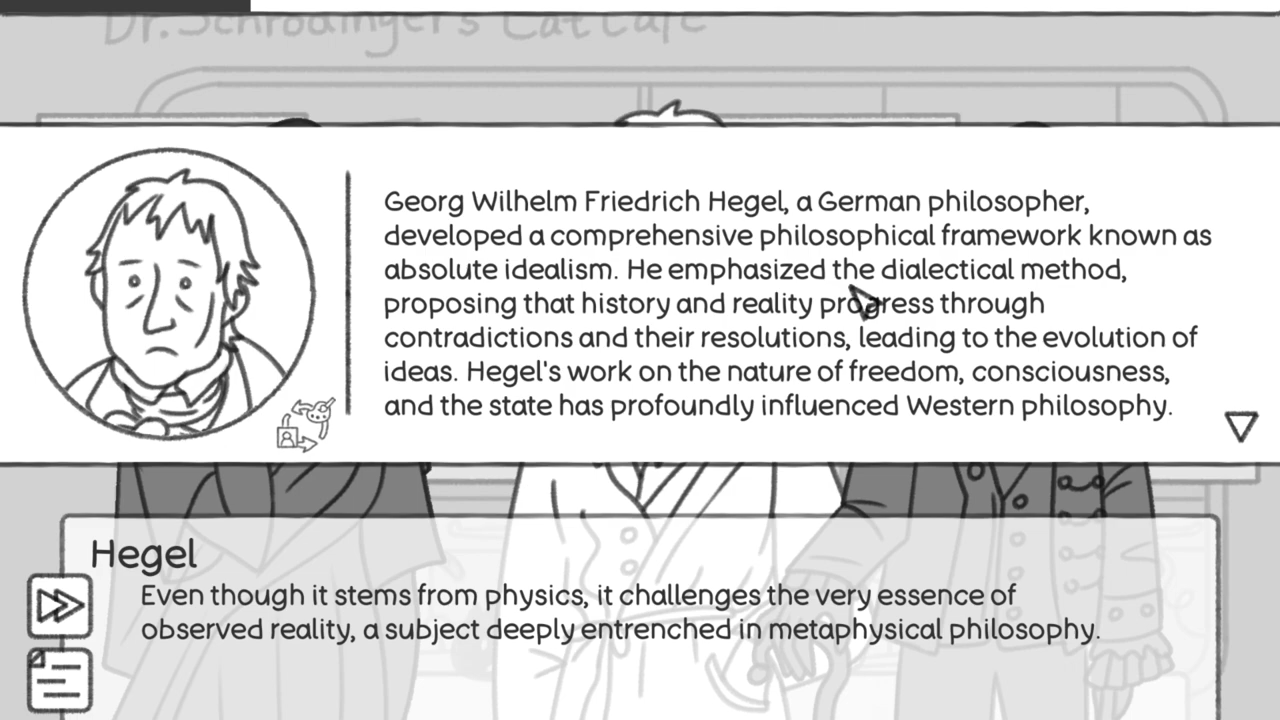 Dr. Schrodinger's Cat Cafe
Georg Wilhelm Friedrich Hegel, a German philosopher,
developed a comprehensive philosophical framework known as
absolute idealism. He emphasized the dialectical method,
proposing that history and reality progress through
contradictions and their resolutions, leading to the evolution of
ideas. Hegel's work on the nature of freedom, consciousness,
and the state has profoundly influenced Western philosophy.
Hegel
Even though it stems from physics, it challenges the very essence of
observed reality, a subject deeply entrenched in metaphysical philosophy.